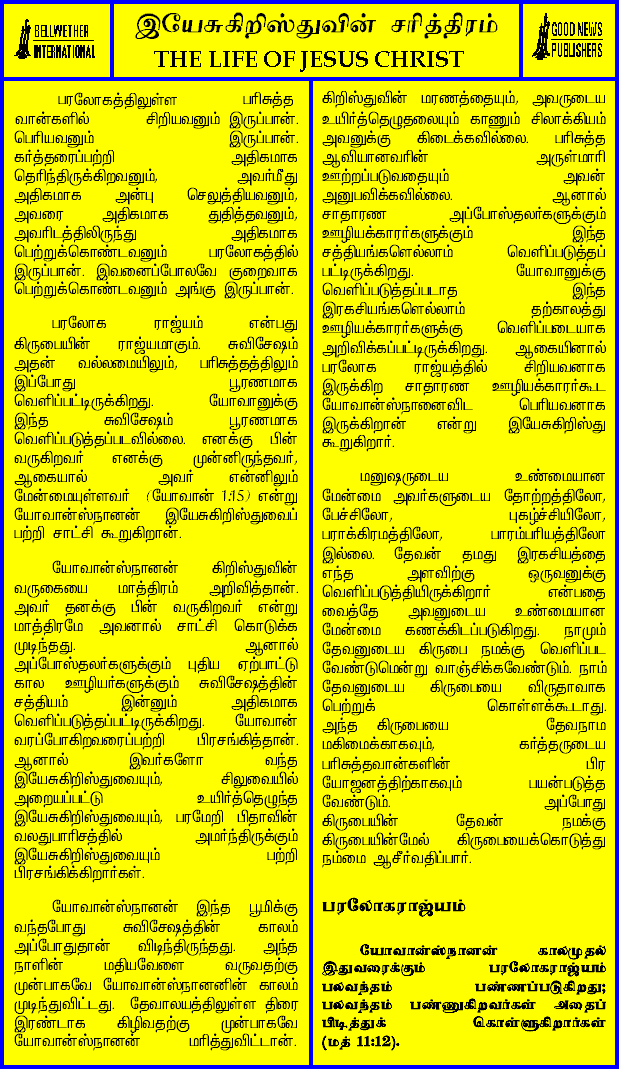 BELLWETHER
INTERNATIONAL
இயேசுகிறிஸ்துவின் சரித்திரம்
THE LIFE OF JESUS CHRIST
GOOD NEWS
PUBLISHERS
பரலோகத்திலுள்ள பரிசுத்த
வான்களில் சிறியவனும் இருப்பான்.
பெரியவனும் இருப்பான்.
கர்த்தரைப்பற்றி அதிகமாக
தெரிந்திருக்கிறவனும், அவர்மீது
அதிகமாக அன்பு செலுத்தியவனும்,
அவரை அதிகமாக துதித்தவனும்,
அவரிடத்திலிருந்து அதிகமாக
பெற்றுக்கொண்டவனும் பரலோகத்தில்
இருப்பான். இவனைப்போலவே குறைவாக
பெற்றுக்கொண்டவனும் அங்கு இருப்பான்.
பரலோக ராஜ்யம் என்பது
கிருபையின் ராஜ்யமாகும். சுவிசேஷம்
அதன் வல்லமையிலும், பரிசுத்தத்திலும்
இப்போது பூரணமாக
வெளிப்பட்டிருக்கிறது. யோவானுக்கு
இந்த சுவிசேஷம் பூரணமாக
வெளிப்படுத்தப்படவில்லை. எனக்கு பின்
வருகிறவர் எனக்கு முன்னிருந்தவர்,
ஆகையால் அவர் என்னிலும்
மேன்மையுள்ளவர் (யோவான் 1:15) என்று
யோவான்ஸ்நானன் இயேசுகிறிஸ்துவைப்
பற்றி சாட்சி கூறுகிறான்.
யோவான்ஸ்நானன் கிறிஸ்துவின்
வருகையை மாத்திரம் அறிவித்தான்.
அவர் தனக்கு பின் வருகிறவர் என்று
மாத்திரமே அவனால் சாட்சி கொடுக்க
முடிந்தது. ஆனால்
அப்போஸ்தலர்களுக்கும் புதிய ஏற்பாட்டு
கால ஊழியர்களுக்கும் சுவிசேஷத்தின்
சத்தியம் இன்னும் அதிகமாக
வெளிப்படுத்தப்பட்டிருக்கிறது. யோவான்
வரப்போகிறவரைப்பற்றி பிரசங்கித்தான்.
ஆனால் இவர்களோ வந்த
இயேசுகிறிஸ்துவையும், சிலுவையில்
அறையப்பட்டு உயிர்த்தெழுந்த
இயேசுகிறிஸ்துவையும், பரமேறி பிதாவின்
வலதுபாரிசத்தில் அமர்ந்திருக்கும்
இயேசுகிறிஸ்துவையும் பற்றி
பிரசங்கிக்கிறார்கள்.
யோவான்ஸ்நானன் இந்த பூமிக்கு
வந்தபோது சுவிசேஷத்தின் காலம்
அப்போதுதான் விடிந்திருந்தது. அந்த
நாளின் மதியவேளை வருவதற்கு
முன்பாகவே யோவான்ஸ்நானனின் காலம்
முடிந்துவிட்டது. தேவாலயத்திலுள்ள திரை
இரண்டாக கிழிவதற்கு முன்பாகவே
யோவான்ஸ்நானன் மரித்துவிட்டான்.
கிறிஸ்துவின் மரணத்தையும், அவருடைய
உயிர்த்தெழுதலையும் காணும் சிலாக்கியம்
அவனுக்கு கிடைக்கவில்லை. பரிசுத்த
ஆவியானவரின் அருள்மாரி
ஊற்றப்படுவதையும் அவன்
அனுபவிக்கவில்லை. ஆனால்
சாதாரண அப்போஸ்தலர்களுக்கும்
ஊழியக்காரர்களுக்கும் இந்த
சத்தியங்களெல்லாம் வெளிப்படுத்தப்
பட்டிருக்கிறது. யோவானுக்கு
வெளிப்படுத்தப்படாத இந்த
இரகசியங்களெல்லாம் தற்காலத்து
ஊழியக்காரர்களுக்கு வெளிப்படையாக
அறிவிக்கப்பட்டிருக்கிறது. ஆகையினால்
பரலோக ராஜ்யத்தில் சிறியவனாக
இருக்கிற சாதாரண ஊழியக்காரர்கூட
யோவான்ஸ்நானைவிட பெரியவனாக
இருக்கிறான் என்று இயேசுகிறிஸ்து
கூறுகிறார்.
மனுஷருடைய உண்மையான
மேன்மை அவர்களுடைய தோற்றத்திலோ,
பேச்சிலோ, புகழ்ச்சியிலோ,
பராக்கிரமத்திலோ, பாரம்பரியத்திலோ
இல்லை. தேவன் தமது இரகசியத்தை
எந்த அளவிற்கு ஒருவனுக்கு
வெளிப்படுத்தியிருக்கிறார் என்பதை
வைத்தே அவனுடைய உண்மையான
மேன்மை கணக்கிடப்படுகிறது. நாமும்
தேவனுடைய கிருபை நமக்கு வெளிப்பட
வேண்டுமென்று வாஞ்சிக்கவேண்டும். நாம்
தேவனுடைய கிருபையை விருதாவாக
பெற்றுக் கொள்ளக்கூடாது.
அந்த கிருபையை தேவநாம
மகிமைக்காகவும், கர்த்தருடைய
பரிசுத்தவான்களின் பிர
யோஜனத்திற்காகவும் பயன்படுத்த
வேண்டும். அப்போது
கிருபையின் தேவன் நமக்கு
கிருபையின்மேல் கிருபையைக்கொடுத்து
நம்மை ஆசீர்வதிப்பார்.
பரலோகராஜ்யம்
யோவான்ஸ்நானன் காலமுதல்
இதுவரைக்கும் பரலோகராஜ்யம்
பலவந்தம் பண்ணப்படுகிறது;
பலவந்தம் பண்ணுகிறவர்கள் அதைப்
பிடித்துக் கொள்ளுகிறார்கள்
(மத் 11:12).